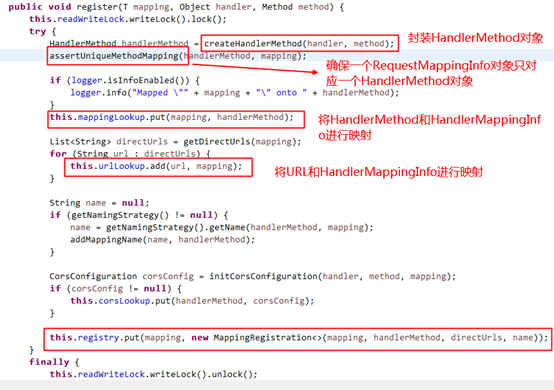 public void register(T mapping, Object handler, Method method) {
this.readWriteLock.writeLock().lock();
try {
HandlerMethod handlerMethod = createHandlerMethod(handler, method);
封装HandlerMethod对象
assertUniqueMethodMapping(handlerMethod, mapping);
确保一个RequestMappingInfo对象只对
应一个HandlerMethod对象
if (logger.isInfoEnabled()) {
logger.info("Mapped \"" + mapping + "\" onto " + handlerMethod);
}
this.mappingLookup.put(mapping, handlerMethod);
将HandlerMethod和HandlerMappingInf
o进行映射
List<String> directUrls = getDirectUrls(mapping);
for (String url : directUrls) {
this.urlLookup.add(url, mapping);
}
将URL和HandlerMappingInfo进行映射
String name = null;
if (getNamingStrategy() != null) {
name = getNamingStrategy().getName(handlerMethod, mapping);
addMappingName(name, handlerMethod);
}
CorsConfiguration corsConfig = initCorsConfiguration(handler, method, mapping);
if (corsConfig != null) {
this.corsLookup.put(handlerMethod, corsConfig);
}
this.registry.put(mapping, new MappingRegistration<>(mapping, handlerMethod, directUrls, name));
}
finally {
this.readWriteLock.writeLock().unlock();